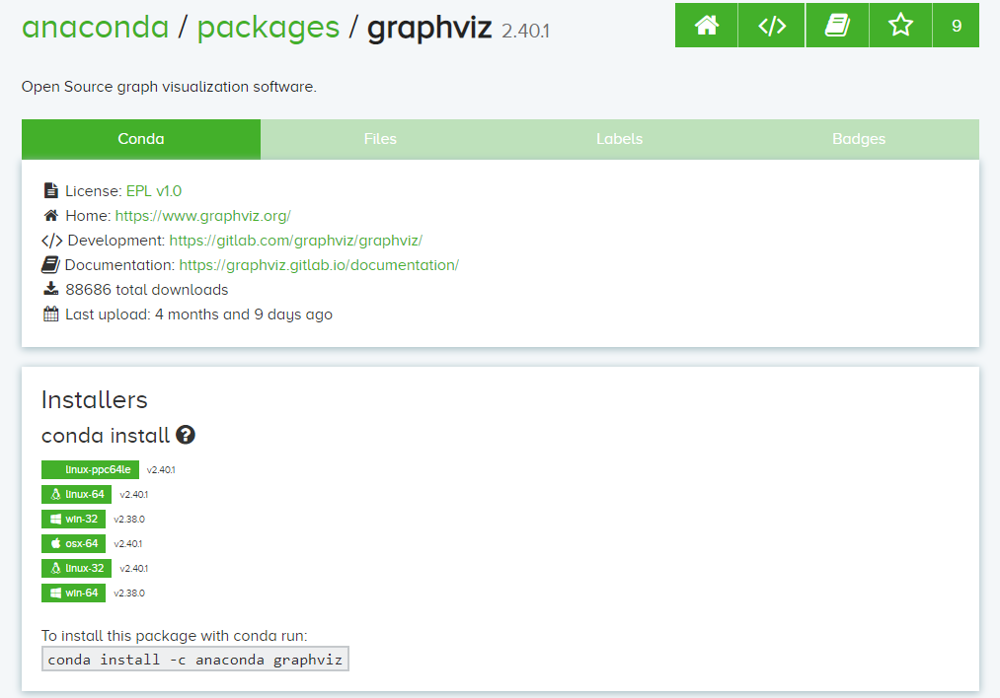 anaconda / packages / graphviz 2.40.1
9
Open Source graph visualization software.
Conda Files Labels Badges
License: EPL v1.0
Home: https://www.graphviz.org/
Development: https://gitlab.com/graphviz/graphviz/
Documentation: https://graphviz.gitlab.io/documentation/
88686 total downloads
Last upload: 4 months and 9 days ago
Installers
conda install
linux-ppc64le v2.40.1
linux-64 v2.40.1
win-32 v2.38.0
osx-64 v2.40.1
linux-32 v2.40.1
win-64 v2.38.0
To install this package with conda run:
conda install -c anaconda graphviz